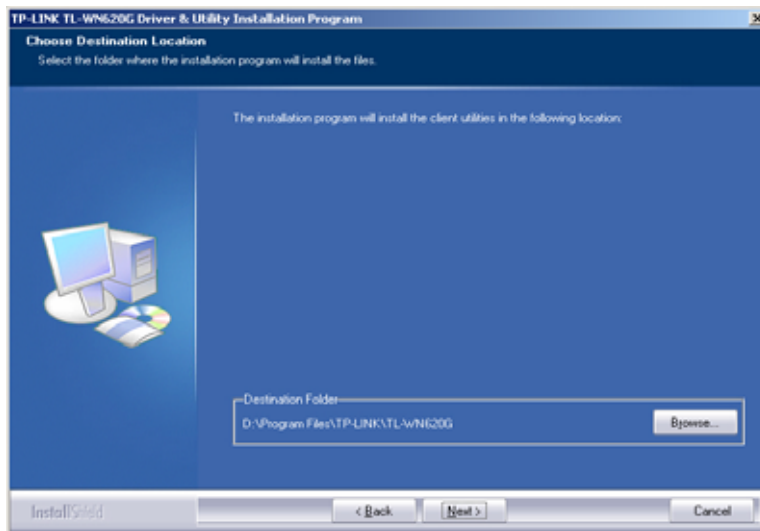 TP-LINK TL-WN620G Driver & Utility Installation Program
Choose Destination Location
Select the folder where the installation program will install the files.
The installation program will install the client utilities in the following location:
Destination Folder
D:\Program Files\TP-LINK\TL-WN620G
Browse...
InstallShield
< Back
Next >
Cancel